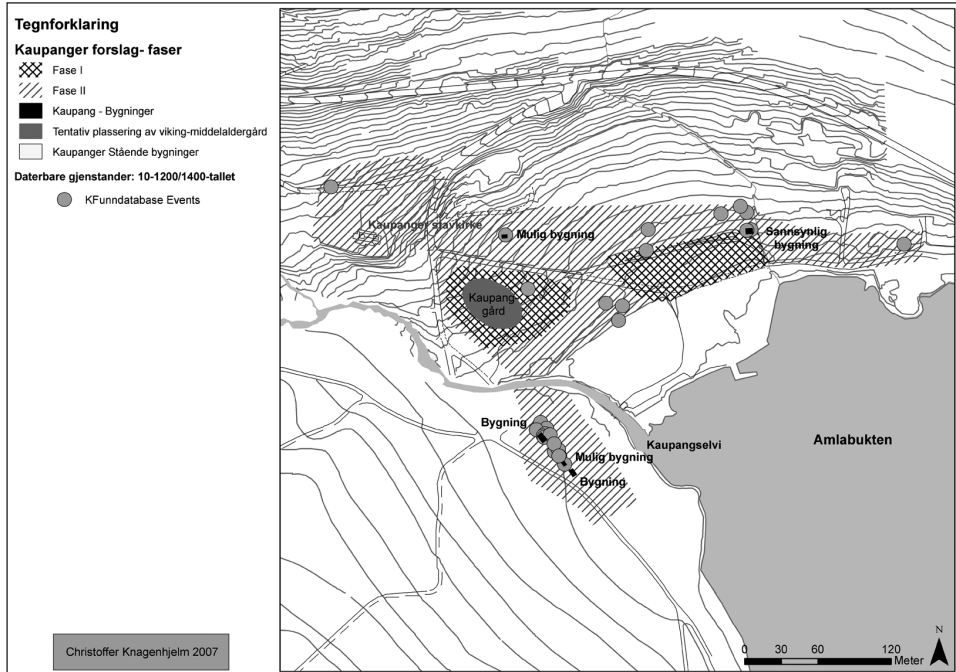 Tegnforklaring
Kaupanger forslag- faser
Fase I
Fase II
Kaupang - Bygninger
Tentativ plassering av viking-middelaldergård
Kaupanger Stående bygninger
Daterbare gjenstander: 10-1200/1400-tallet
KFunndatabase Events
Kaupanger stavkirke
Mulig bygning
Sannsynlig
bygning
Kaupang-
gård
Bygning
Kaupangselvi
Mulig bygning
Bygning
Amlabukten
Christoffer Knagenhjelm 2007
N
0 30 60 120
Meter